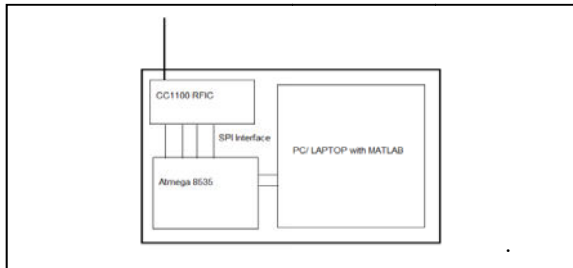 CC1100 RFIC
SPI Interface
PC/ LAPTOP with MATLAB
Atmega 8535
.